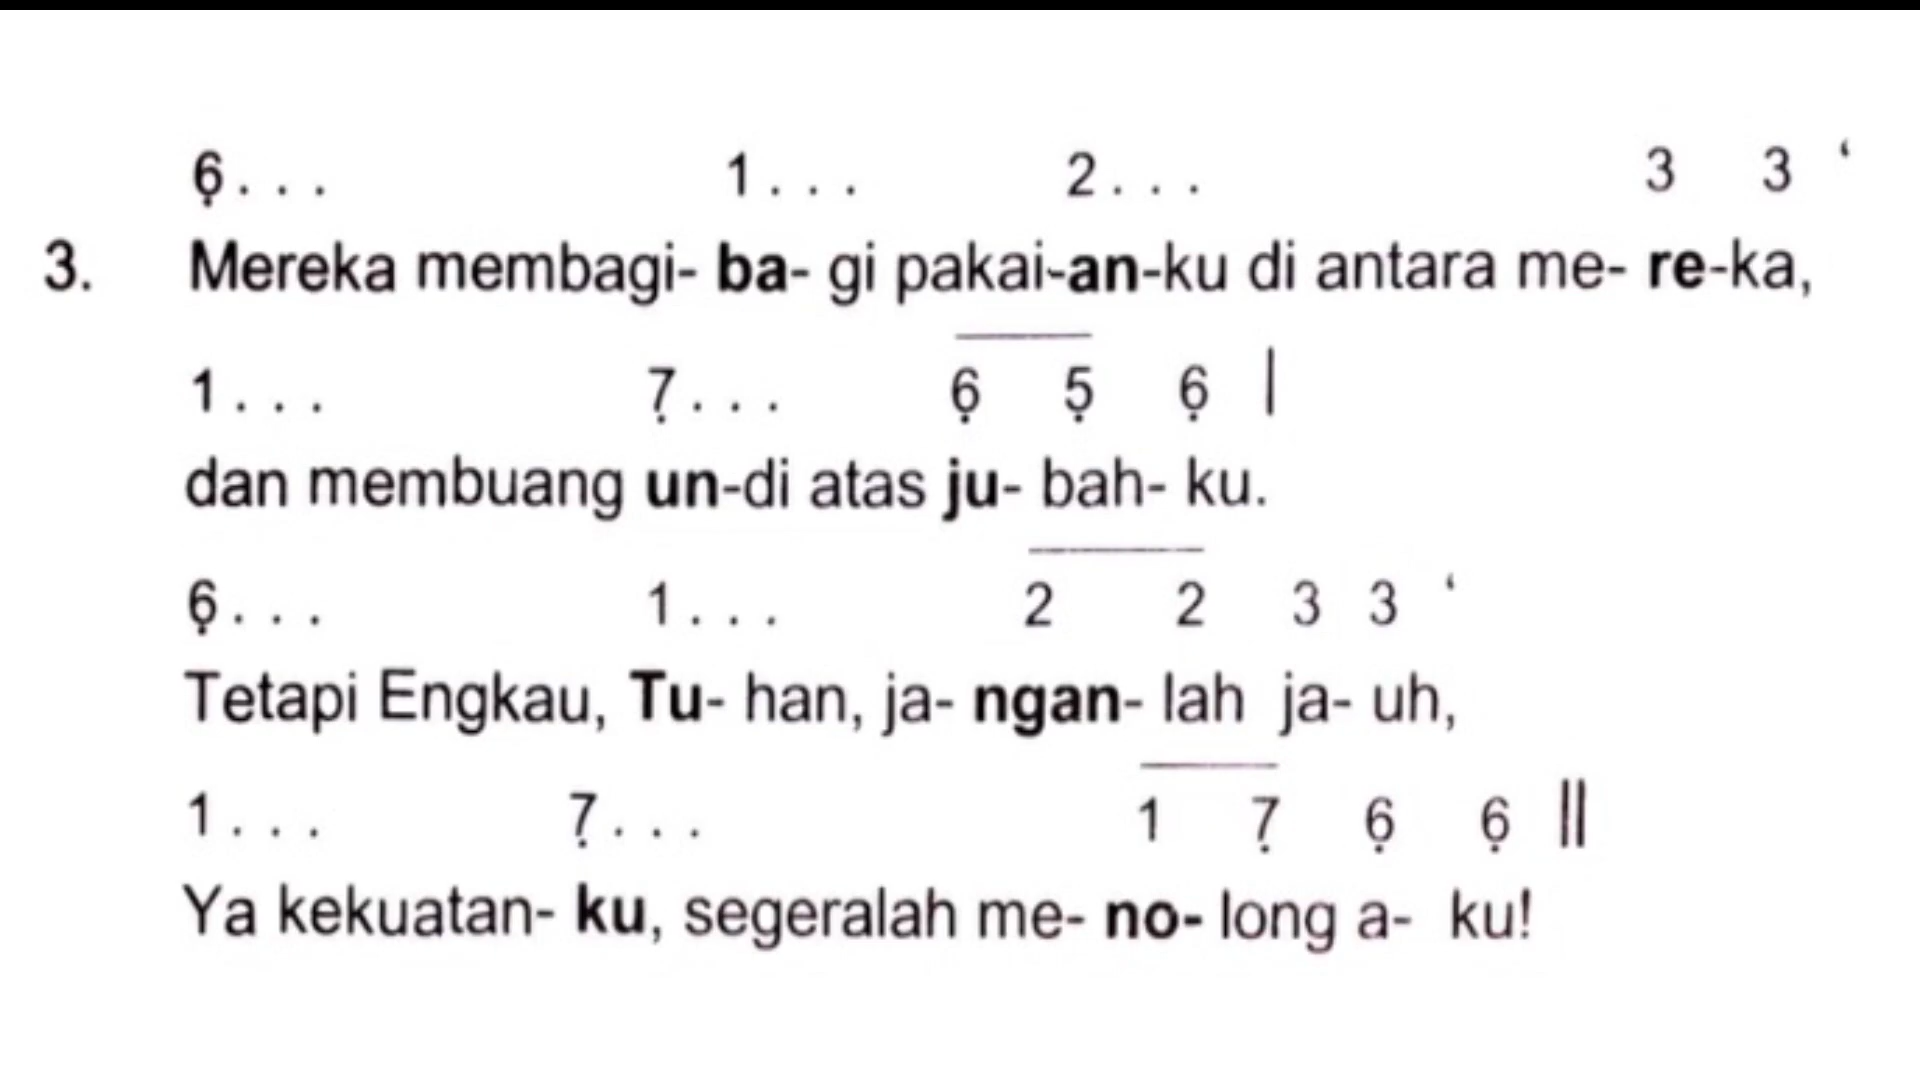 6̣ . . . 1 . . . 2 . . . 3 3 ‘
3. Mereka membagi- ba- gi pakai-an-ku di antara me- re-ka,
1 . . . 7̣ . . . 6̣ 5̣ 6̣ |
dan membuang un-di atas ju- bah- ku.
6̣ . . . 1 . . . 2 2 3 3 ‘
Tetapi Engkau, Tu- han, ja- ngan- lah ja- uh,
1 . . . 7̣ . . . 1 7̣ 6̣ 6̣ ||
Ya kekuatan- ku, segeralah me- no- long a- ku!